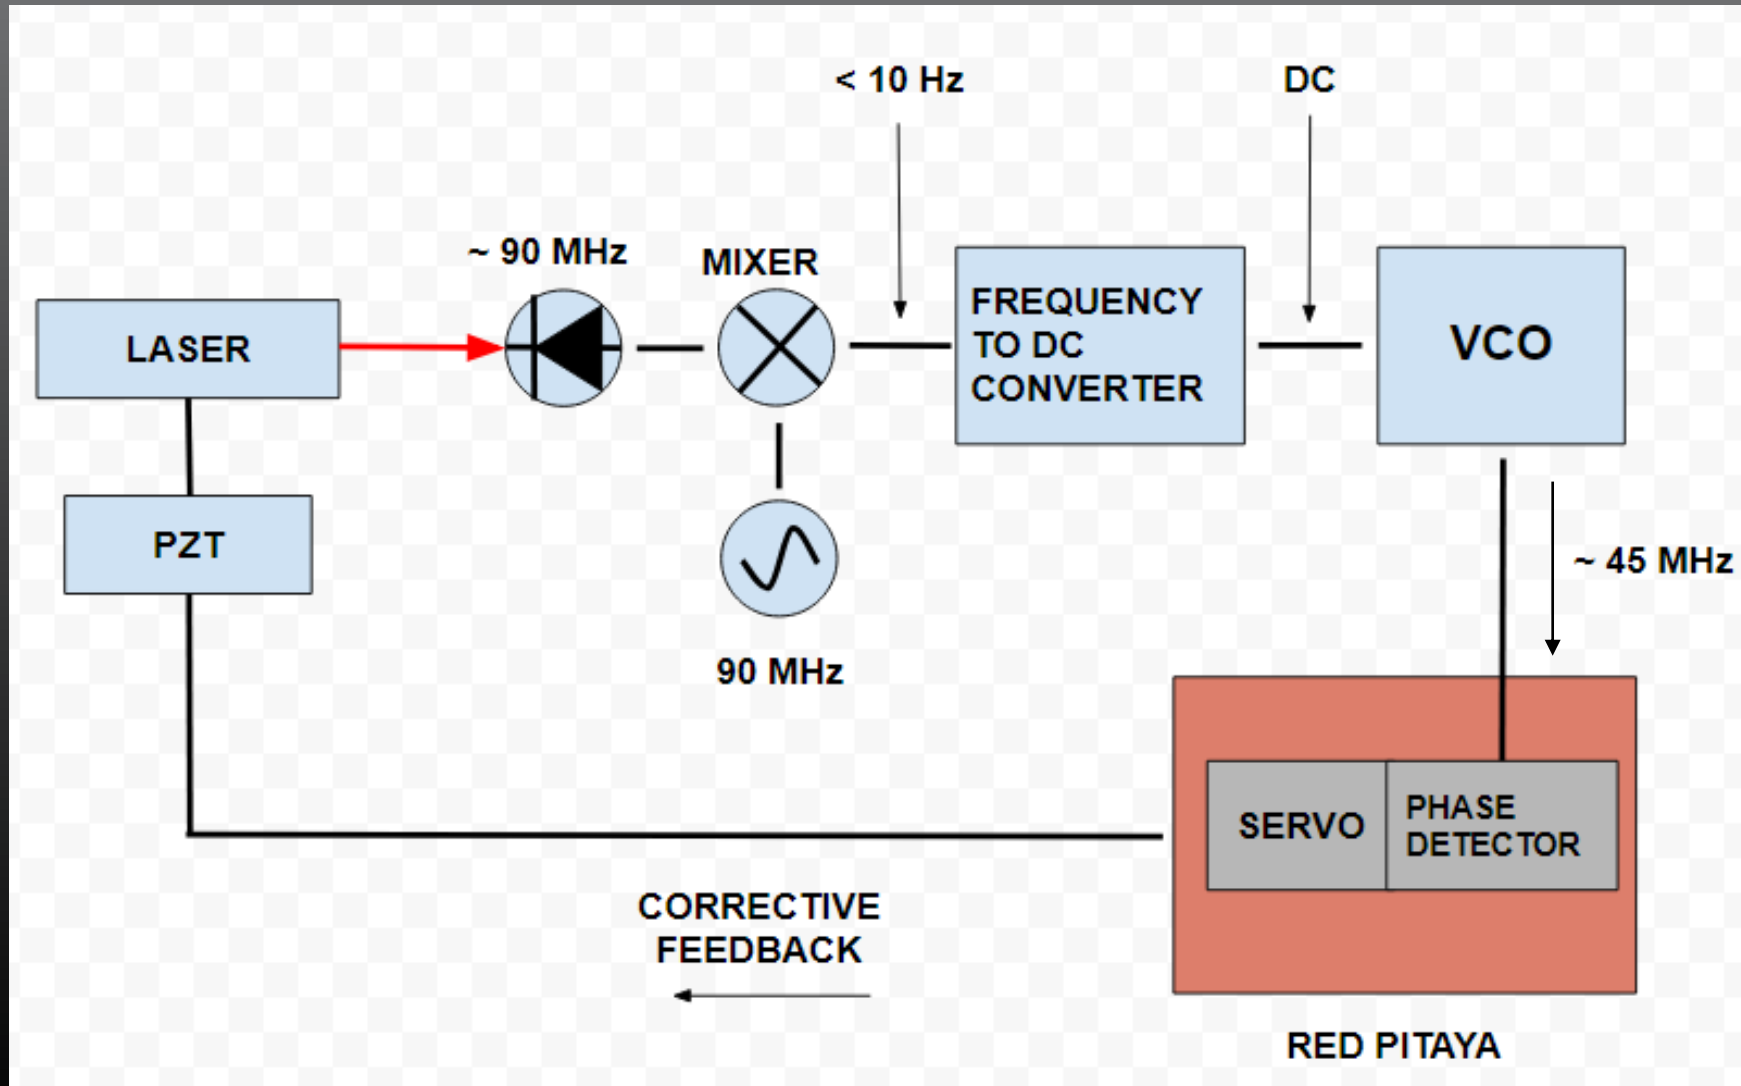 < 10 Hz
DC
~ 90 MHz
MIXER
LASER
FREQUENCY
TO DC
CONVERTER
VCO
PZT
~ 45 MHz
90 MHz
SERVO
PHASE
DETECTOR
CORRECTIVE
FEEDBACK
RED PITAYA